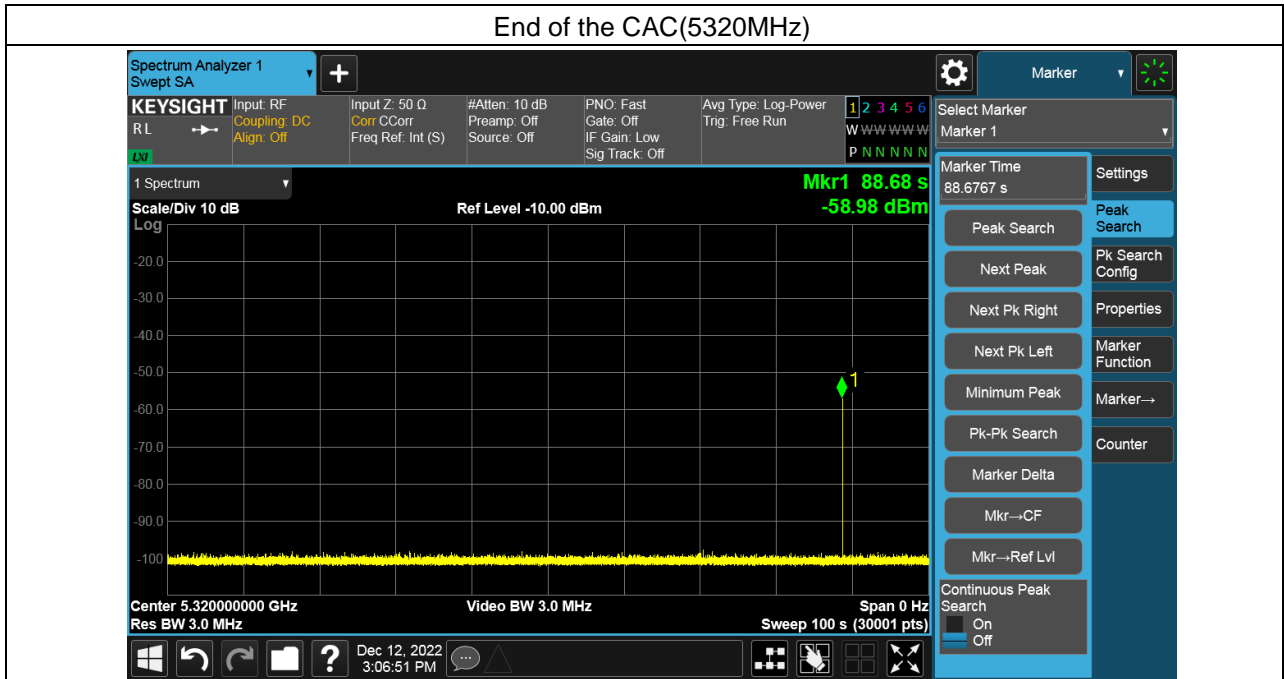 End of the CAC(5320MHz)
Spectrum Analyzer 1
Swept SA
+
Marker
KEYSIGHT
RL
LXI
Input: RF
Coupling: DC
Align: Off
Input Z: 50 Ω
Corr CCorr
Freq Ref: Int (S)
#Atten: 10 dB
Preamp: Off
Source: Off
PNO: Fast
Gate: Off
IF Gain: Low
Sig Track: Off
Avg Type: Log-Power
Trig: Free Run
1 2 3 4 5 6
W W W W W W
P N N N N N
1 Spectrum
Scale/Div 10 dB
Ref Level -10.00 dBm
Mkr1 88.68 s
-58.98 dBm
Log
-20.0
-30.0
-40.0
-50.0
-60.0
-70.0
-80.0
-90.0
-100
1
Center 5.320000000 GHz
Video BW 3.0 MHz
Span 0 Hz
Res BW 3.0 MHz
Sweep 100 s (30001 pts)
Select Marker
Marker 1
Marker Time
88.6767 s
Peak Search
Next Peak
Next Pk Right
Next Pk Left
Minimum Peak
Pk-Pk Search
Marker Delta
Mkr→CF
Mkr→Ref Lvl
Continuous Peak
Search
On
Off
Settings
Peak
Search
Pk Search
Config
Properties
Marker
Function
Marker→
Counter
?
Dec 12, 2022
3:06:51 PM